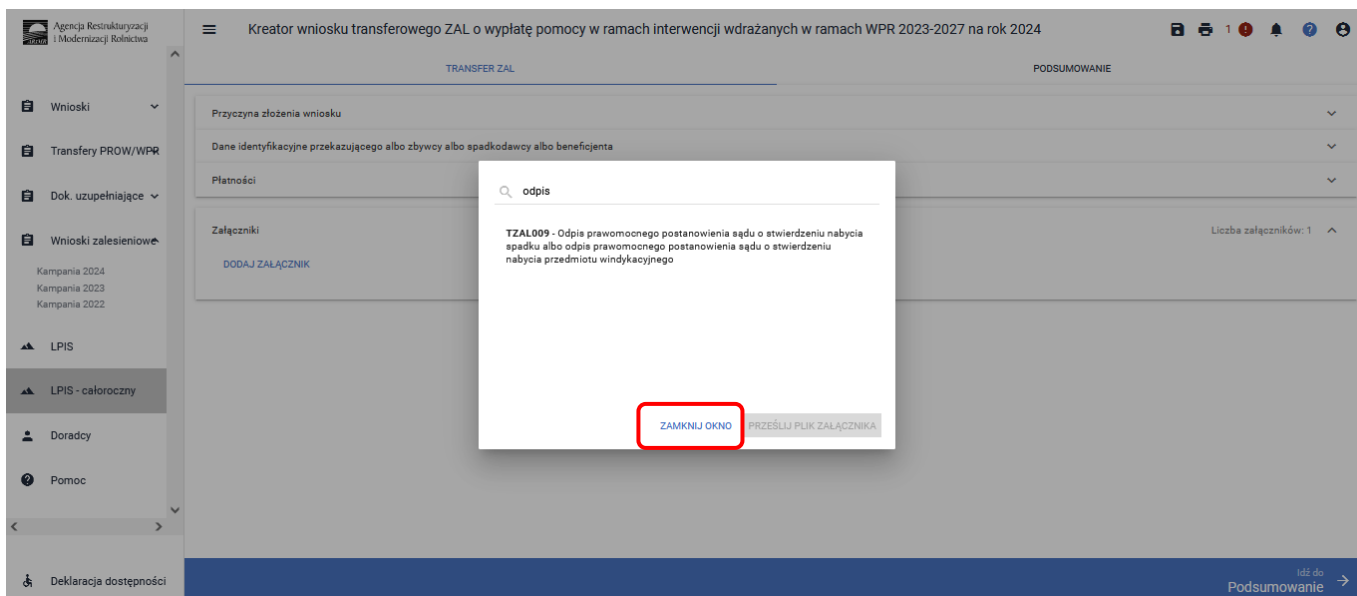 Agencja Restrukturyzacji
i Modernizacji Rolnictwa
Kreator wniosku transferowego ZAL o wypłatę pomocy w ramach interwencji wdrażanych w ramach WPR 2023-2027 na rok 2024
1
TRANSFER ZAL
PODSUMOWANIE
Wnioski
Transfery PROW/WPR
Dok. uzupełniające
Wnioski zalesieniowe
Kampania 2024
Kampania 2023
Kampania 2022
LPIS
LPIS - całoroczny
Doradcy
Pomoc
Deklaracja dostępności
Przyczyna złożenia wniosku
Dane identyfikacyjne przekazującego albo zbywcy albo spadkodawcy albo beneficjenta
Płatności
Załączniki
Liczba załączników: 1
DODAJ ZAŁĄCZNIK
odpis
TZAL009 - Odpis prawomocnego postanowienia sądu o stwierdzeniu nabycia
spadku albo odpis prawomocnego postanowienia sądu o stwierdzeniu
nabycia przedmiotu windykacyjnego
ZAMKNIJ OKNO
PRZEŚLIJ PLIK ZAŁĄCZNIKA
Idź do
Podsumowanie